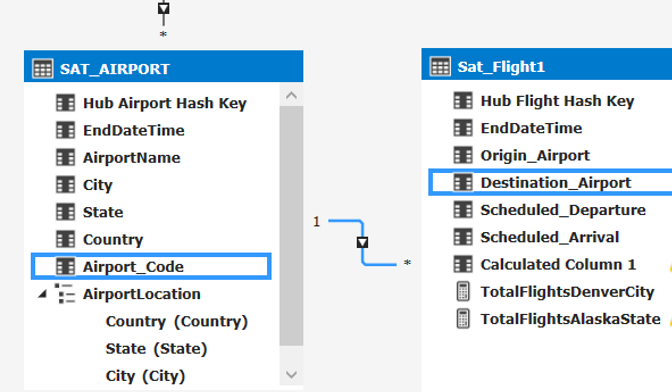 *
SAT_AIRPORT
Hub Airport Hash Key
EndDateTime
AirportName
City
State
Country
Airport_Code
AirportLocation
Country (Country)
State (State)
City (City)
1
*
Sat_Flight1
Hub Flight Hash Key
EndDateTime
Origin_Airport
Destination_Airport
Scheduled_Departure
Scheduled_Arrival
Calculated Column 1
TotalFlightsDenverCity
TotalFlightsAlaskaState